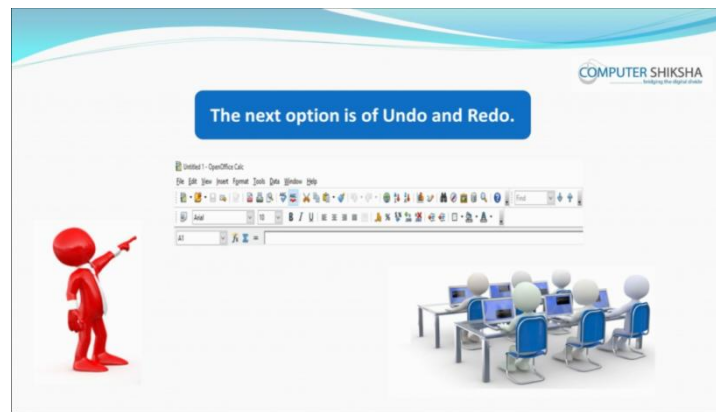 COMPUTER SHIKSHA
bridging the digital divide
The next option is of Undo and Redo.
Untitled 1 - OpenOffice Calc
File Edit View Insert Format Tools Data Window Help
Find
Arial 10 B I U
A1 =